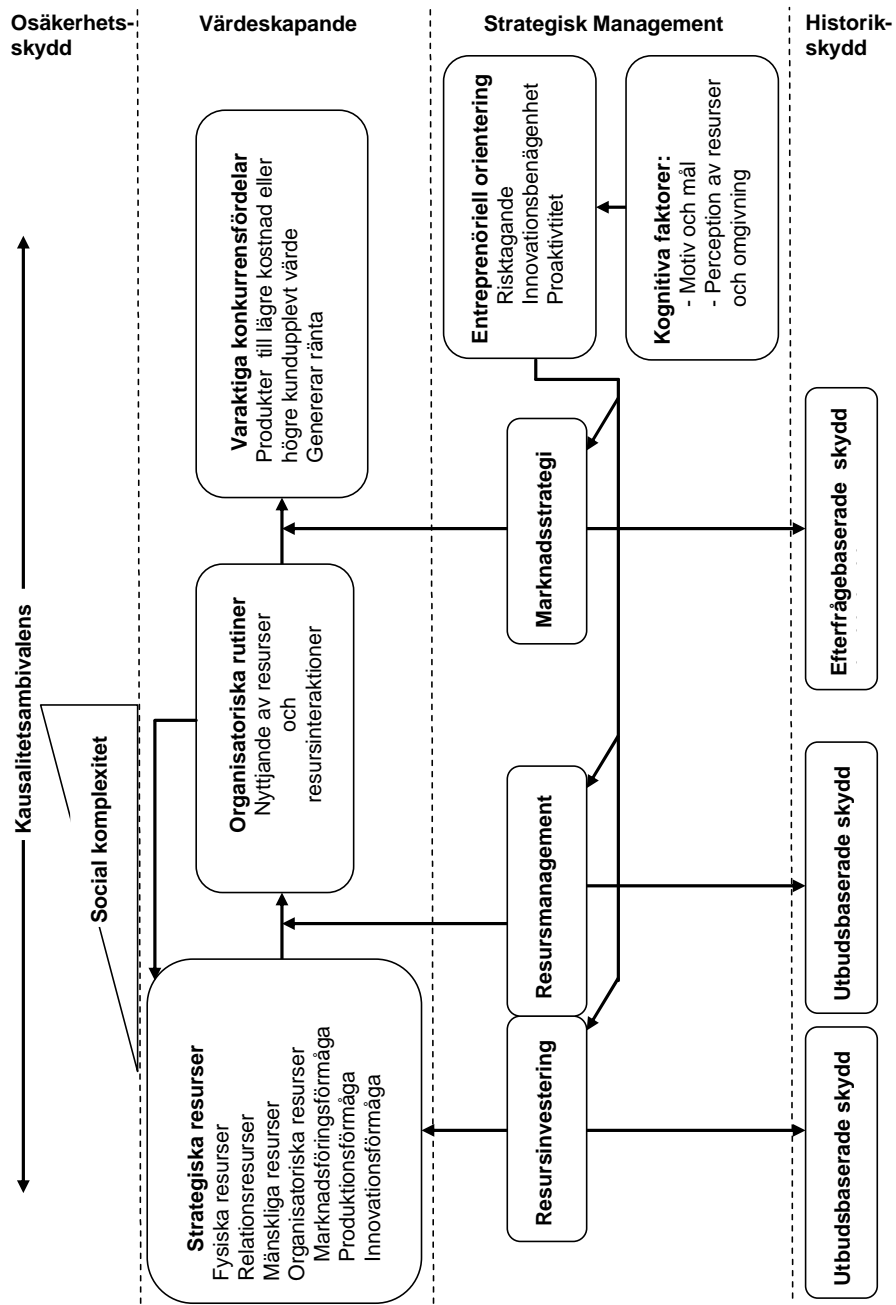 Osäkerhets-
skydd
Värdeskapande
Strategisk Management
Historik-
skydd
Kausalitetsambivalens
Social komplexitet
Strategiska resurser
Fysiska resurser
Relationsresurser
Mänskliga resurser
Organisatoriska resurser
Marknadsföringsförmåga
Produktionsförmåga
Innovationsförmåga
Organisatoriska rutiner
Nyttjande av resurser
och
resursinteraktioner
Varaktiga konkurrensfördelar
Produkter till lägre kostnad eller
högre kundupplevt värde
Genererar ränta
Resursinvestering
Resursmanagement
Marknadsstrategi
Entreprenöriell orientering
Risktagande
Innovationsbenägenhet
Proaktivtitet
Kognitiva faktorer:
- Motiv och mål
- Perception av resurser
och omgivning
Utbudsbaserade skydd
Utbudsbaserade skydd
Efterfrågebaserade skydd